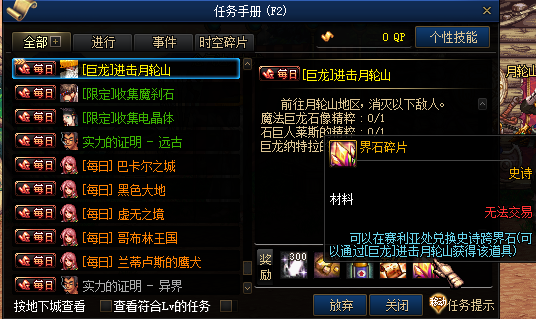 任务手册 (F2)
全部 进行 事件 时空碎片
0 QP 个性技能
每日 [巨龙]进击月轮山
每日 [限定]收集魔刹石
每日 [限定]收集电晶体
每日 实力的证明 - 远古
每日 [每日] 巴卡尔之城
每日 [每日] 黑色大地
每日 [每日] 虚无之境
每日 [每日] 哥布林王国
每日 [每日] 兰蒂卢斯的鹰犬
每日 实力的证明 - 异界
按地下城查看 查看符合Lv的任务
每日 [巨龙]进击月轮山
前往月轮山地区，消灭以下敌人。
魔法巨龙石像精粹：0/1
石巨人莱斯的精粹：0/1
巨龙纳特拉的
界石碎片
材料
史诗
无法交易
可以在赛利亚处兑换史诗跨界石(可
以通过[巨龙]进击月轮山获得该道具)
奖励
300
放弃 关闭 任务提示
月轮山